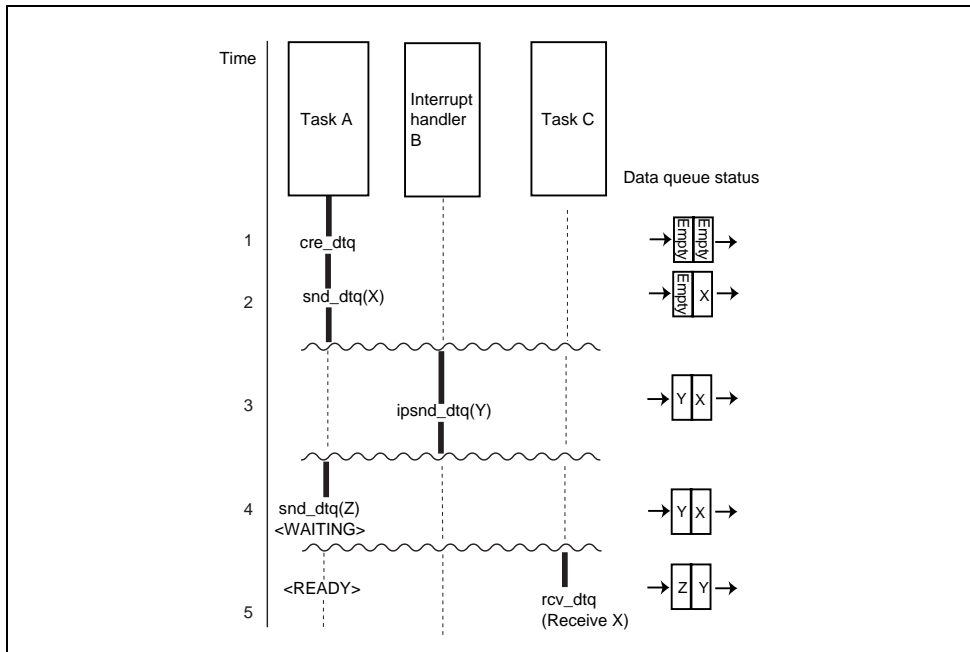 Time
Task A
Interrupt
handler
B
Task C
Data queue status
1
cre_dtq
Empty
Empty
2
snd_dtq(X)
Empty
X
3
ipsnd_dtq(Y)
Y
X
4
snd_dtq(Z)
<WAITING>
Y
X
<READY>
5
rcv_dtq
(Receive X)
Z
Y